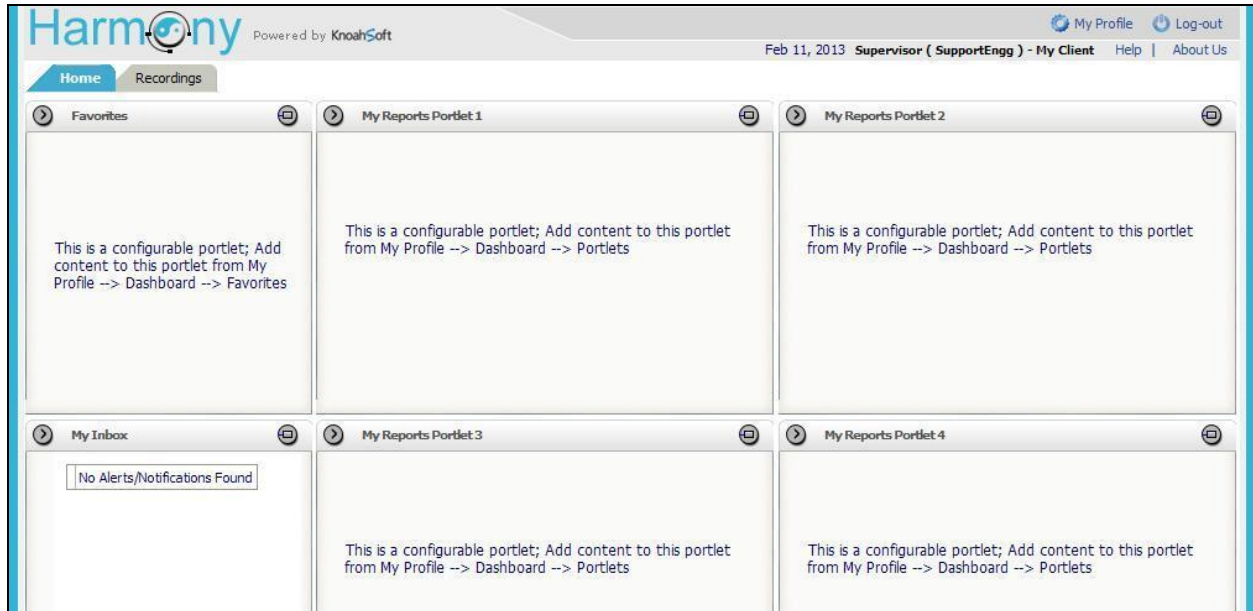 Harmony Powered by KnoahSoft
My Profile Log-out
Feb 11, 2013 Supervisor ( SupportEngg ) - My Client Help | About Us
Home Recordings
Favorites
This is a configurable portlet; Add
content to this portlet from My
Profile --> Dashboard --> Favorites
My Reports Portlet 1
This is a configurable portlet; Add content to this portlet
from My Profile --> Dashboard --> Portlets
My Reports Portlet 2
This is a configurable portlet; Add content to this portlet
from My Profile --> Dashboard --> Portlets
My Inbox
No Alerts/Notifications Found
My Reports Portlet 3
This is a configurable portlet; Add content to this portlet
from My Profile --> Dashboard --> Portlets
My Reports Portlet 4
This is a configurable portlet; Add content to this portlet
from My Profile --> Dashboard --> Portlets